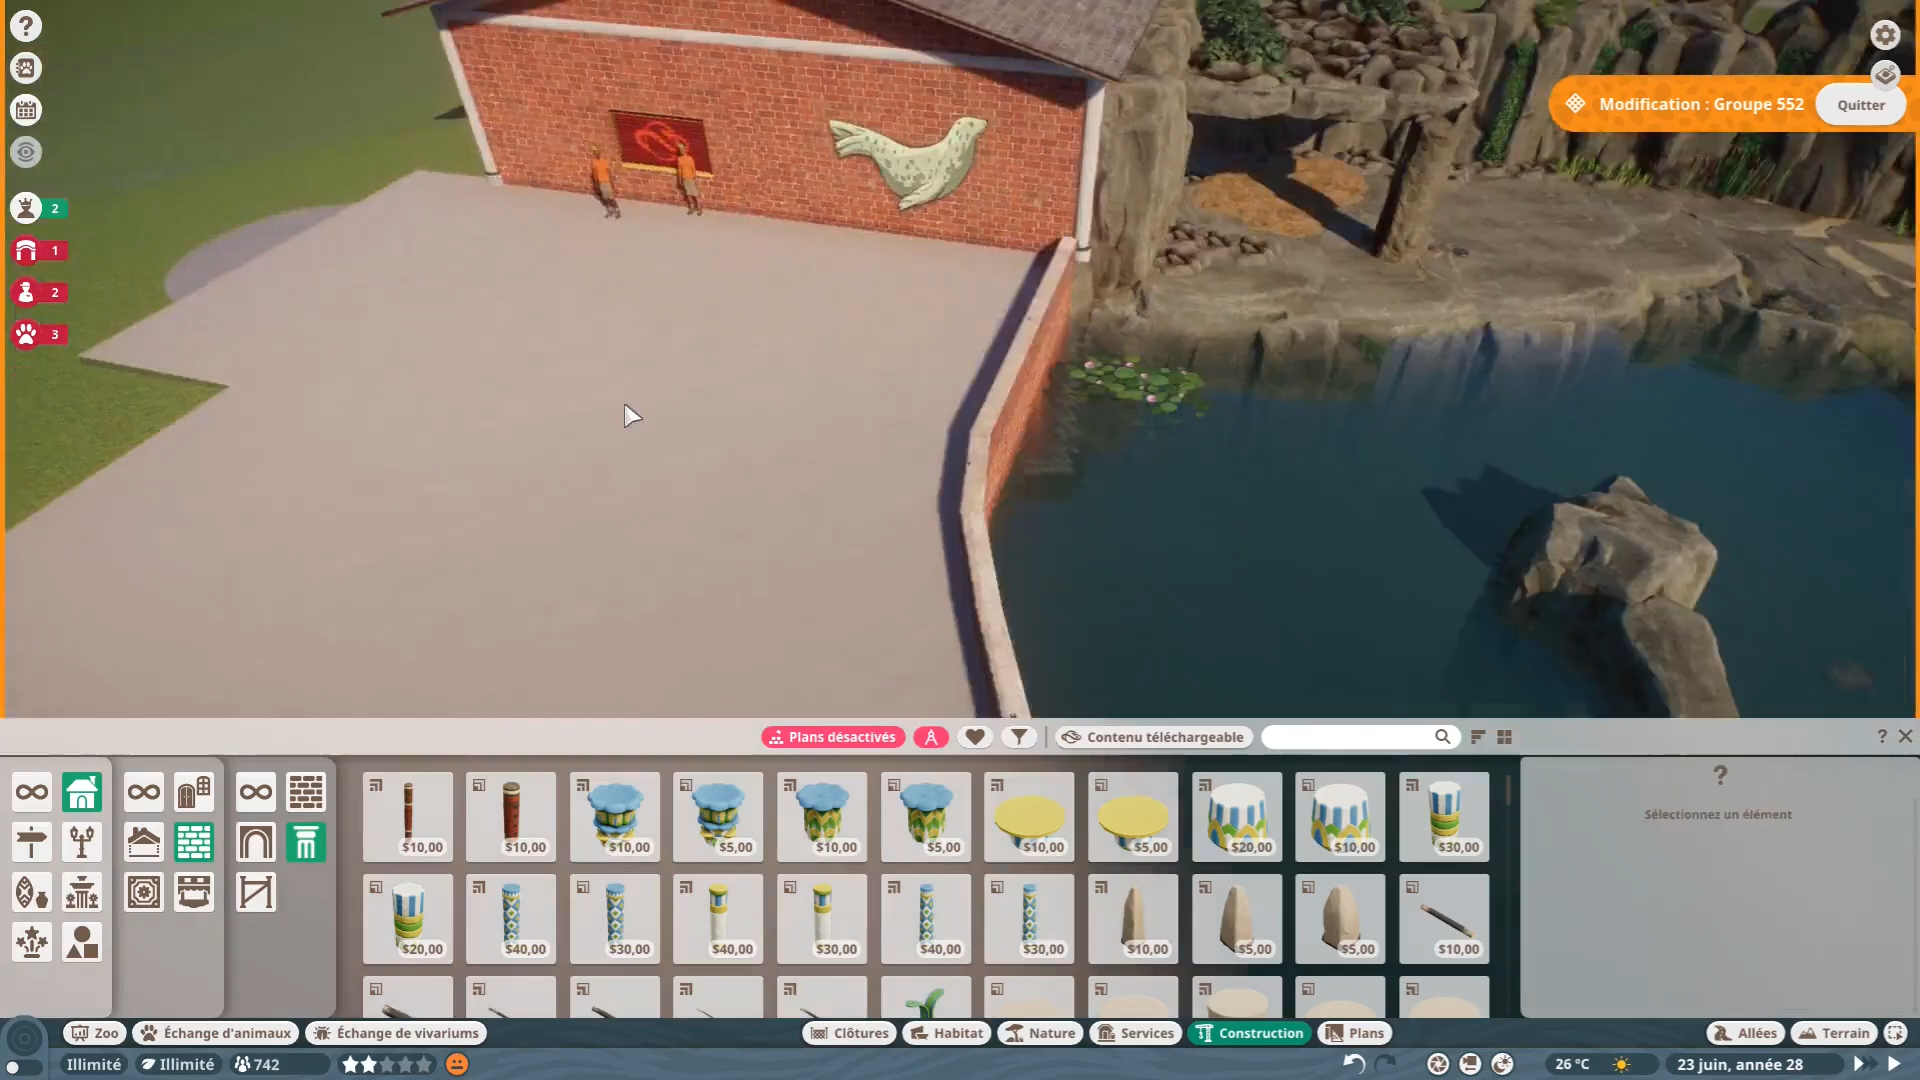 ?
2
1
2
3
Modification : Groupe 552
Quitter
Plans désactivés
Contenu téléchargeable
?
$10,00 $10,00 $10,00 $5,00 $10,00 $5,00 $10,00 $5,00 $20,00 $10,00 $30,00
$20,00 $40,00 $30,00 $40,00 $30,00 $40,00 $30,00 $10,00 $5,00 $5,00 $10,00
?
Sélectionnez un élément
Zoo
Échange d'animaux
Échange de vivariums
Clôtures
Habitat
Nature
Services
Construction
Plans
Allées
Terrain
Illimité
Illimité
742
26 °C
23 juin, année 28